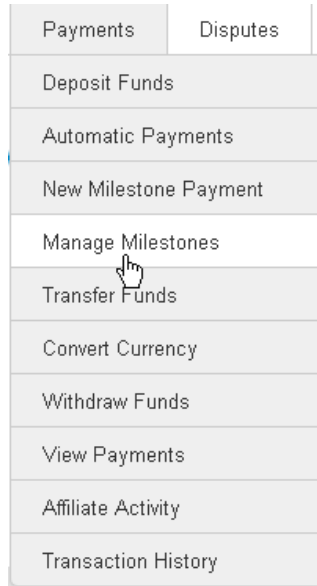 Payments Disputes
Deposit Funds
Automatic Payments
New Milestone Payment
Manage Milestones
Transfer Funds
Convert Currency
Withdraw Funds
View Payments
Affiliate Activity
Transaction History